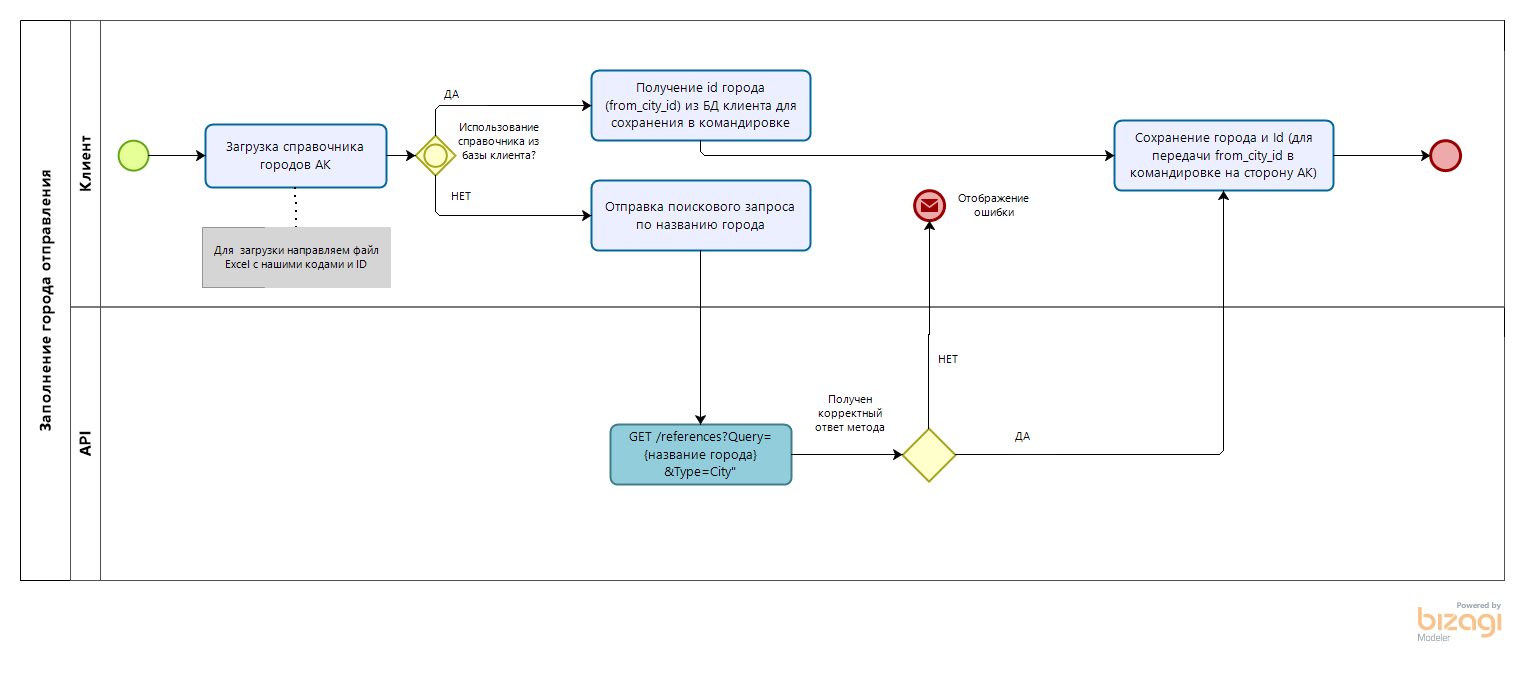 Заполнение города отправления
Клиент
Загрузка справочника
городов АК
Для  загрузки направляем файл
Excel с нашими кодами и ID
ДА
Использование
справочника из
базы клиента?
НЕТ
Получение id города
(from_city_id) из БД клиента для
сохранения в командировке
Отправка поискового запроса
по названию города
Отображение
ошибки
Сохранение города и Id (для
передачи from_city_id в
командировке на сторону АК)
API
GET /references?Query=
{название города}
&Type=City"
Получен
корректный
ответ метода
НЕТ
ДА
Powered by
bizagi
Modeler